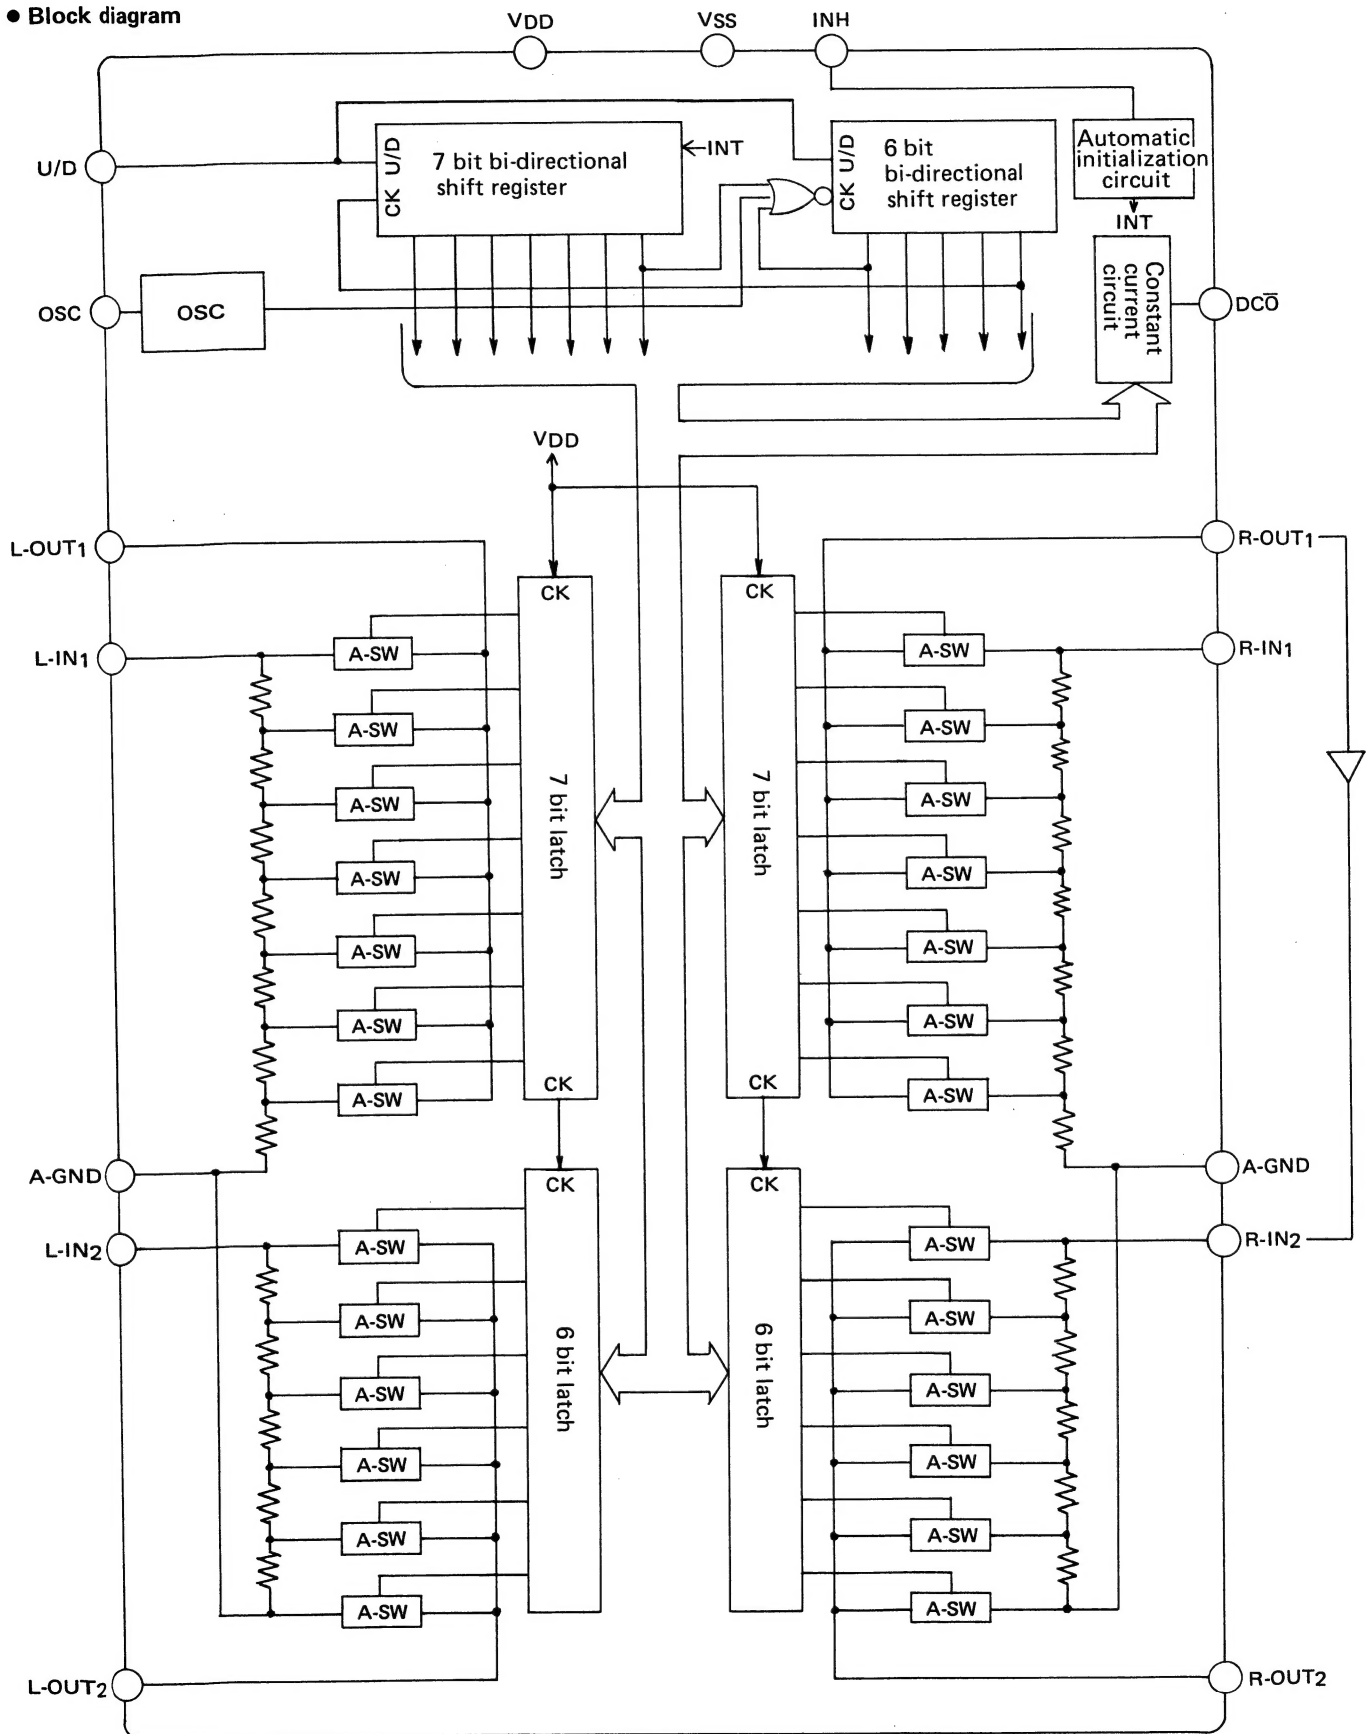 ● Block diagram
VDD
VSS
INH
U/D
CK U/D
7 bit bi-directional
shift register
←INT
CK U/D
6 bit
bi-directional
shift register
Automatic
initialization
circuit
INT
OSC
OSC
Constant
current
circuit
DCO̅
VDD
L-OUT1
R-OUT1
CK
CK
L-IN1
A-SW
A-SW
R-IN1
A-SW
A-SW
A-SW
7 bit latch
7 bit latch
A-SW
A-SW
A-SW
A-SW
A-SW
A-SW
A-SW
A-SW
CK
CK
A-SW
A-GND
A-GND
CK
CK
L-IN2
A-SW
A-SW
R-IN2
A-SW
A-SW
A-SW
6 bit latch
6 bit latch
A-SW
A-SW
A-SW
A-SW
A-SW
A-SW
A-SW
L-OUT2
R-OUT2